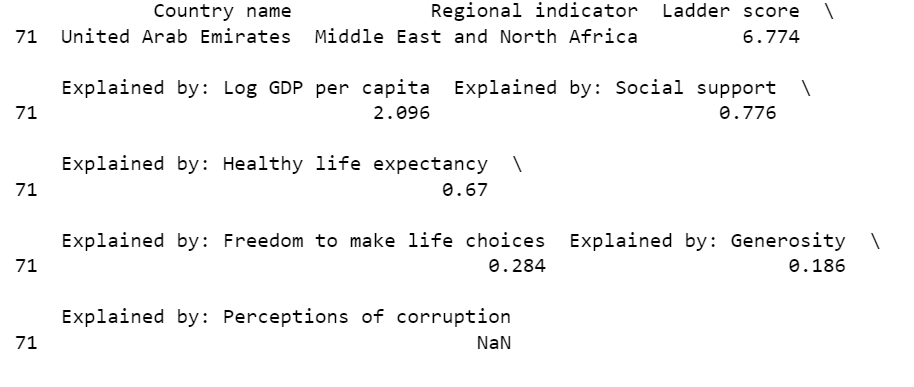 Country name Regional indicator Ladder score \
71 United Arab Emirates Middle East and North Africa 6.774
Explained by: Log GDP per capita Explained by: Social support \
71 2.096 0.776
Explained by: Healthy life expectancy \
71 0.67
Explained by: Freedom to make life choices Explained by: Generosity \
71 0.284 0.186
Explained by: Perceptions of corruption
71 NaN